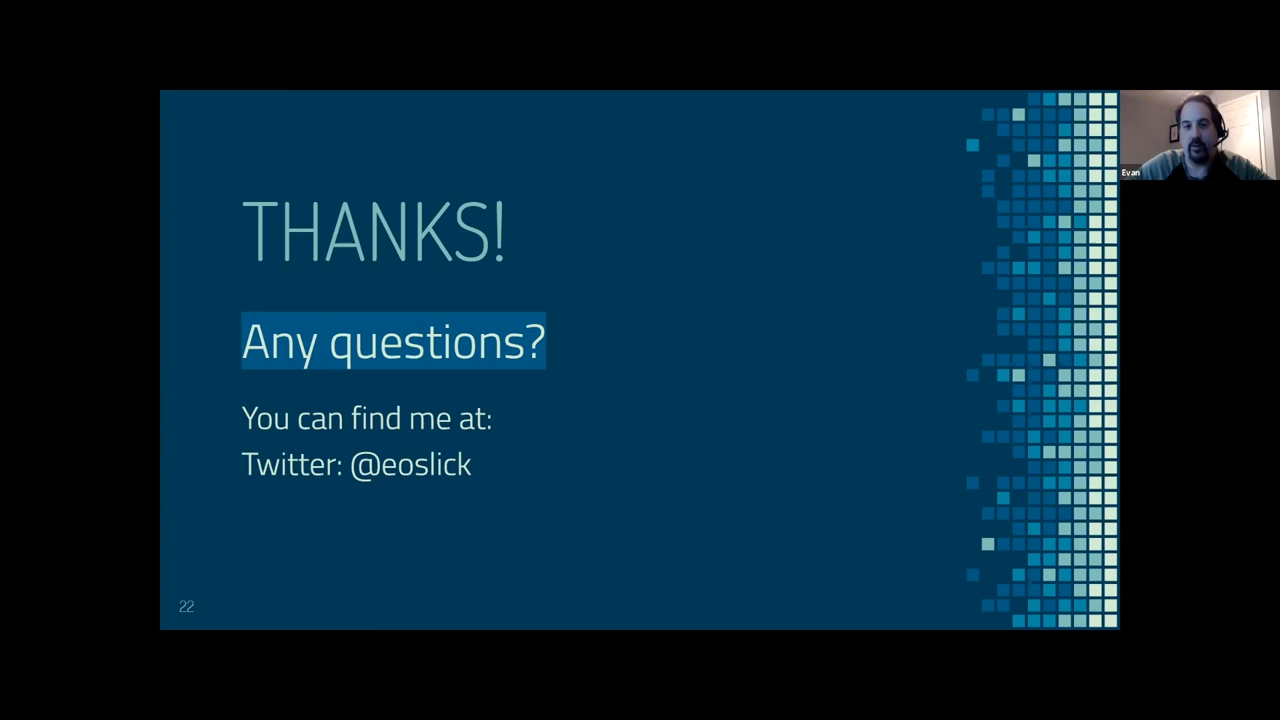 THANKS!
Any questions?
You can find me at:
Twitter: @eoslick
22
Evan